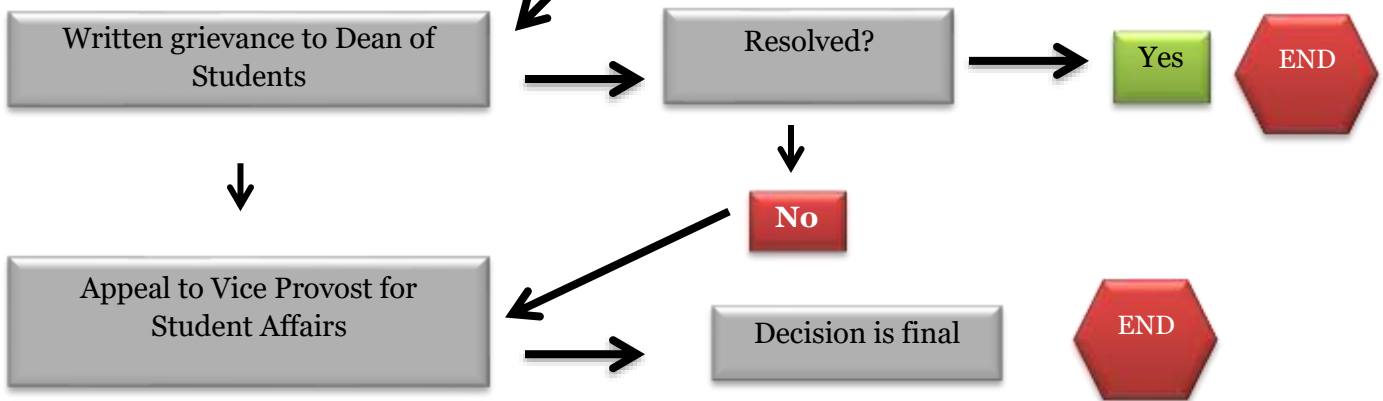 Written grievance to Dean of
Students
Resolved?
Yes
END
No
Appeal to Vice Provost for
Student Affairs
Decision is final
END